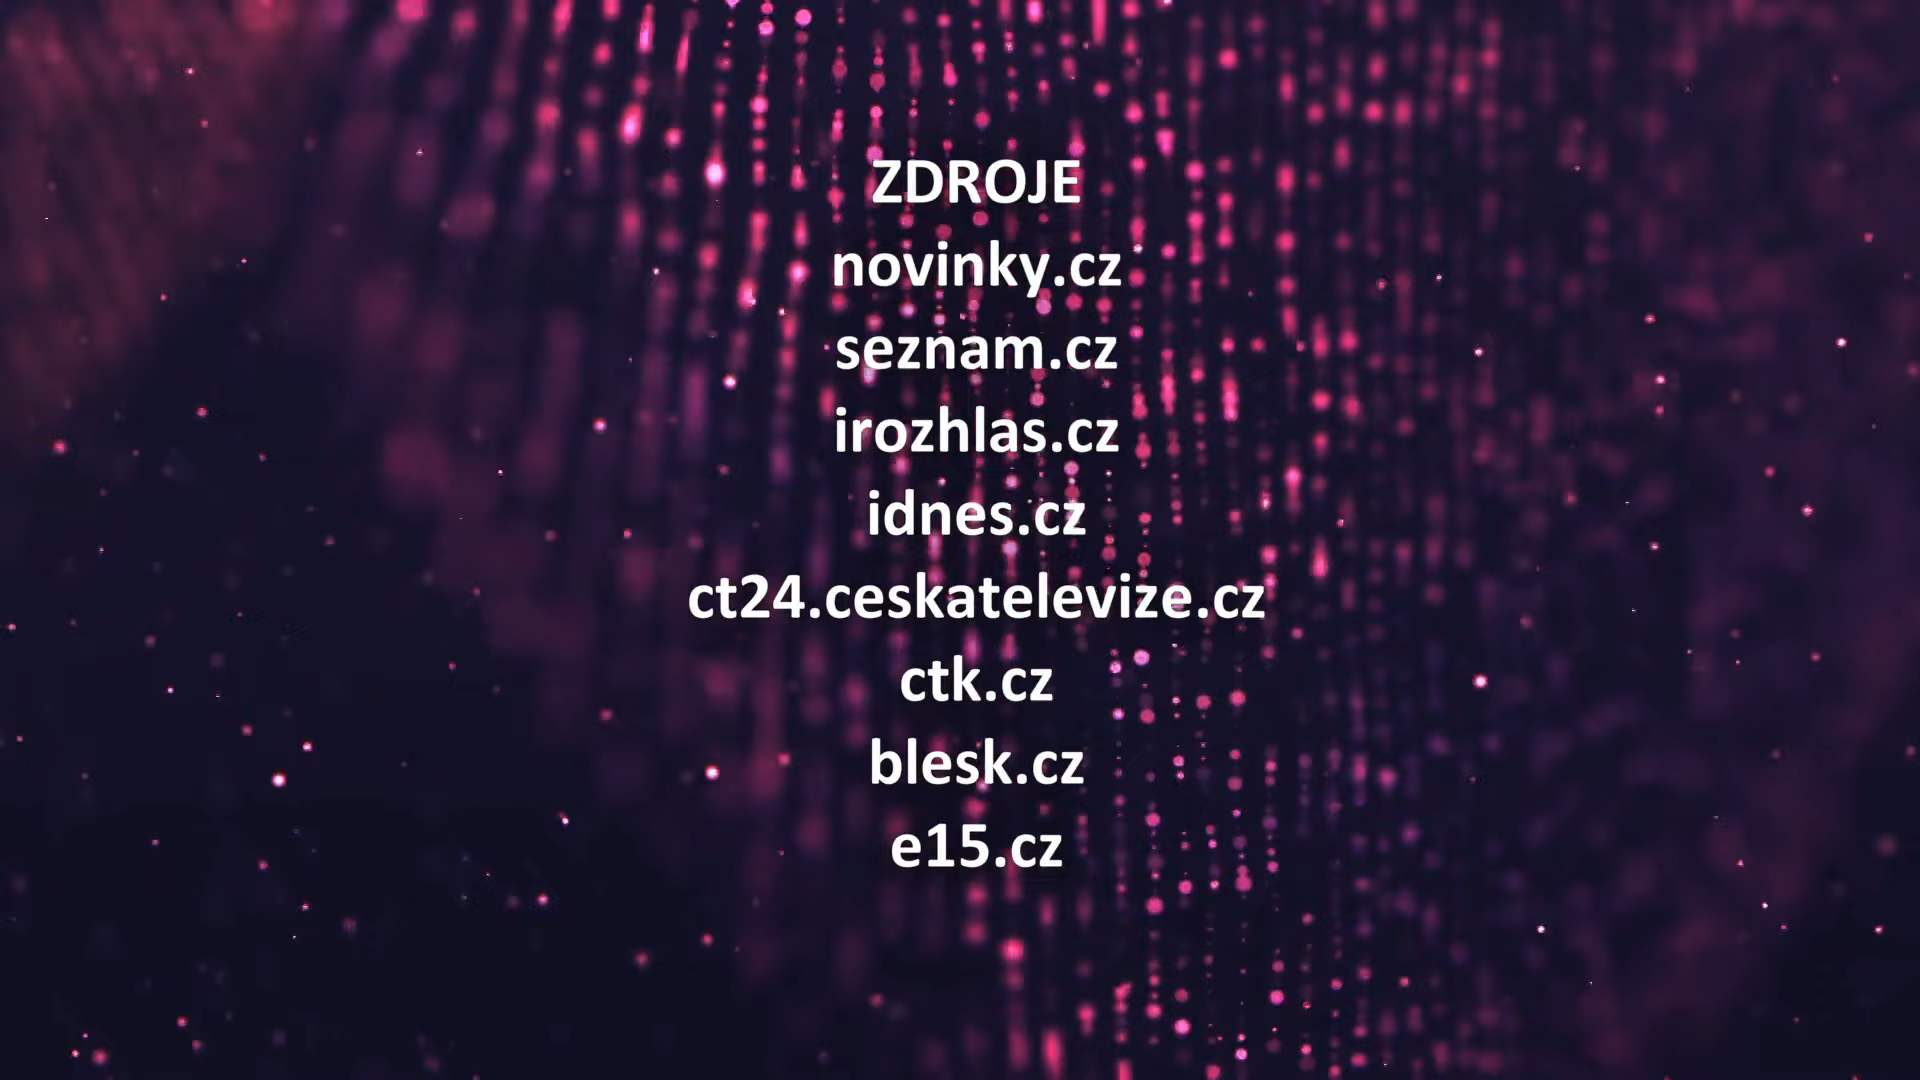 ZDROJE
novinky.cz
seznam.cz
irozhlas.cz
idnes.cz
ct24.ceskatelevize.cz
ctk.cz
blesk.cz
e15.cz